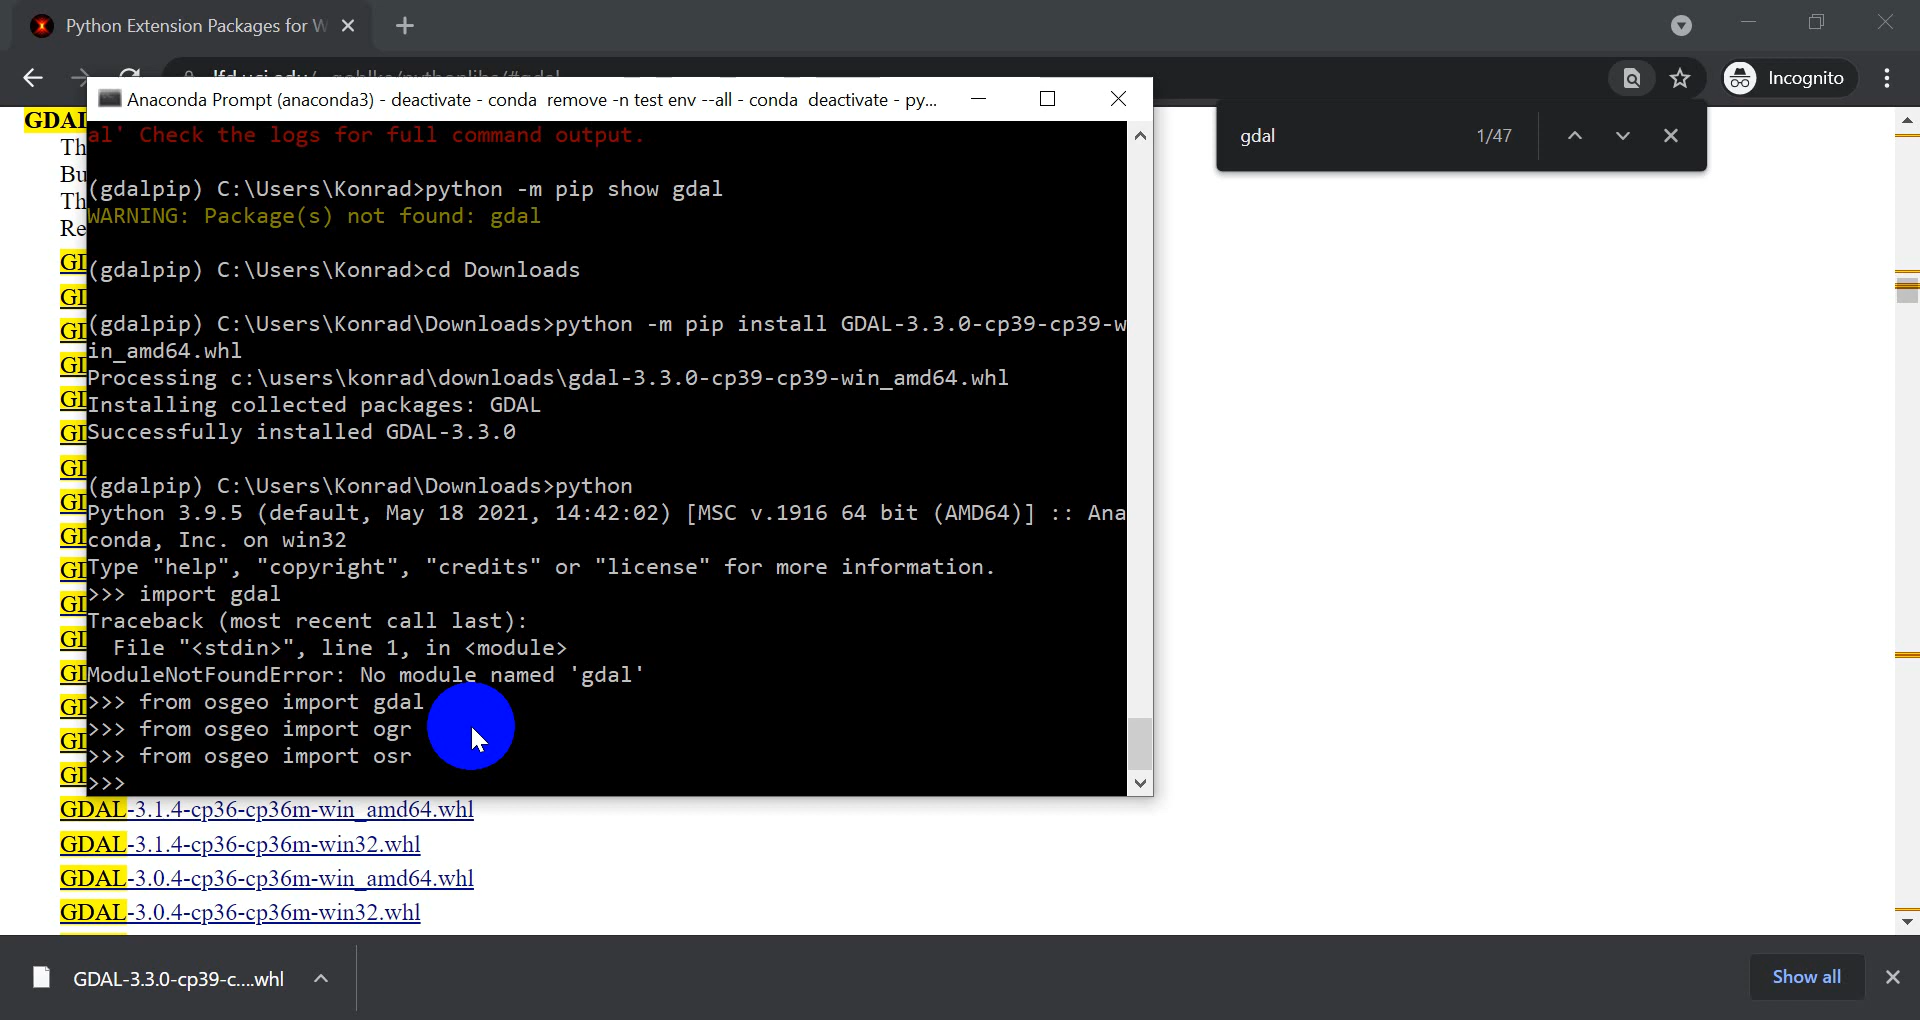 Python Extension Packages for W
Incognito
Anaconda Prompt (anaconda3) - deactivate - conda remove -n test env --all - conda deactivate - py...
gdal
1/47
GDAL
Th
Bu
Th
Re
al' Check the logs for full command output.
(gdalpip) C:\Users\Konrad>python -m pip show gdal
WARNING: Package(s) not found: gdal
(gdalpip) C:\Users\Konrad>cd Downloads
(gdalpip) C:\Users\Konrad\Downloads>python -m pip install GDAL-3.3.0-cp39-cp39-w
in_amd64.whl
Processing c:\users\konrad\downloads\gdal-3.3.0-cp39-cp39-win_amd64.whl
Installing collected packages: GDAL
Successfully installed GDAL-3.3.0
(gdalpip) C:\Users\Konrad\Downloads>python
Python 3.9.5 (default, May 18 2021, 14:42:02) [MSC v.1916 64 bit (AMD64)] :: Ana
conda, Inc. on win32
Type "help", "copyright", "credits" or "license" for more information.
>>> import gdal
Traceback (most recent call last):
  File "<stdin>", line 1, in <module>
ModuleNotFoundError: No module named 'gdal'
>>> from osgeo import gdal
>>> from osgeo import ogr
>>> from osgeo import osr
>>>
GDAL-3.1.4-cp36-cp36m-win_amd64.whl
GDAL-3.1.4-cp36-cp36m-win32.whl
GDAL-3.0.4-cp36-cp36m-win_amd64.whl
GDAL-3.0.4-cp36-cp36m-win32.whl
GDAL-3.3.0-cp39-c....whl
Show all